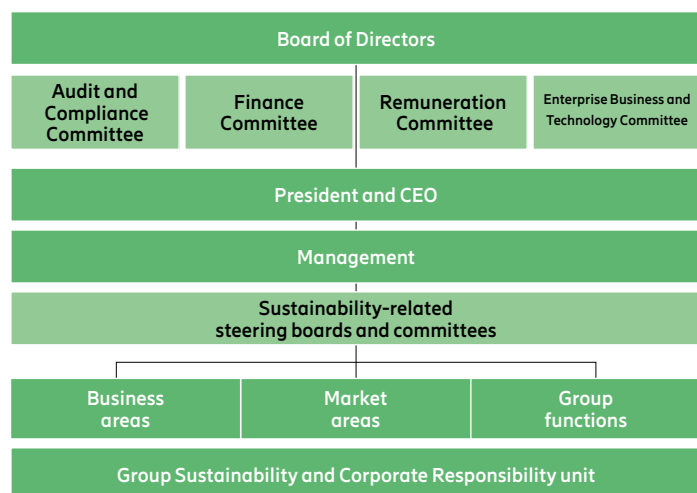 Board of Directors
Audit and
Compliance
Committee
Finance
Committee
Remuneration
Committee
Enterprise Business and
Technology Committee
President and CEO
Management
Sustainability-related
steering boards and committees
Business
areas
Market
areas
Group
functions
Group Sustainability and Corporate Responsibility unit